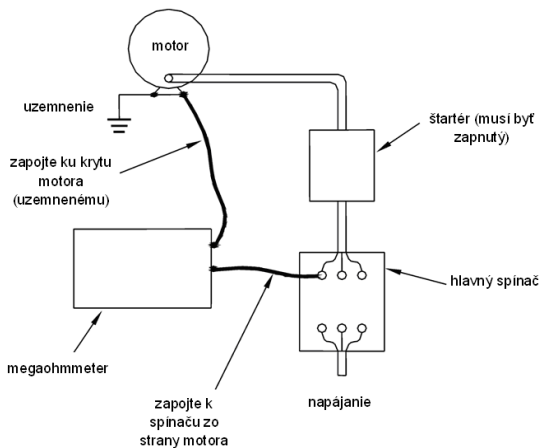 motor
uzemnenie
štartér (musí byť
zapnutý)
zapojte ku krytu
motora
(uzemnenému)
hlavný spínač
megaohmmeter
zapojte k
spínaču zo
strany motora
napájanie